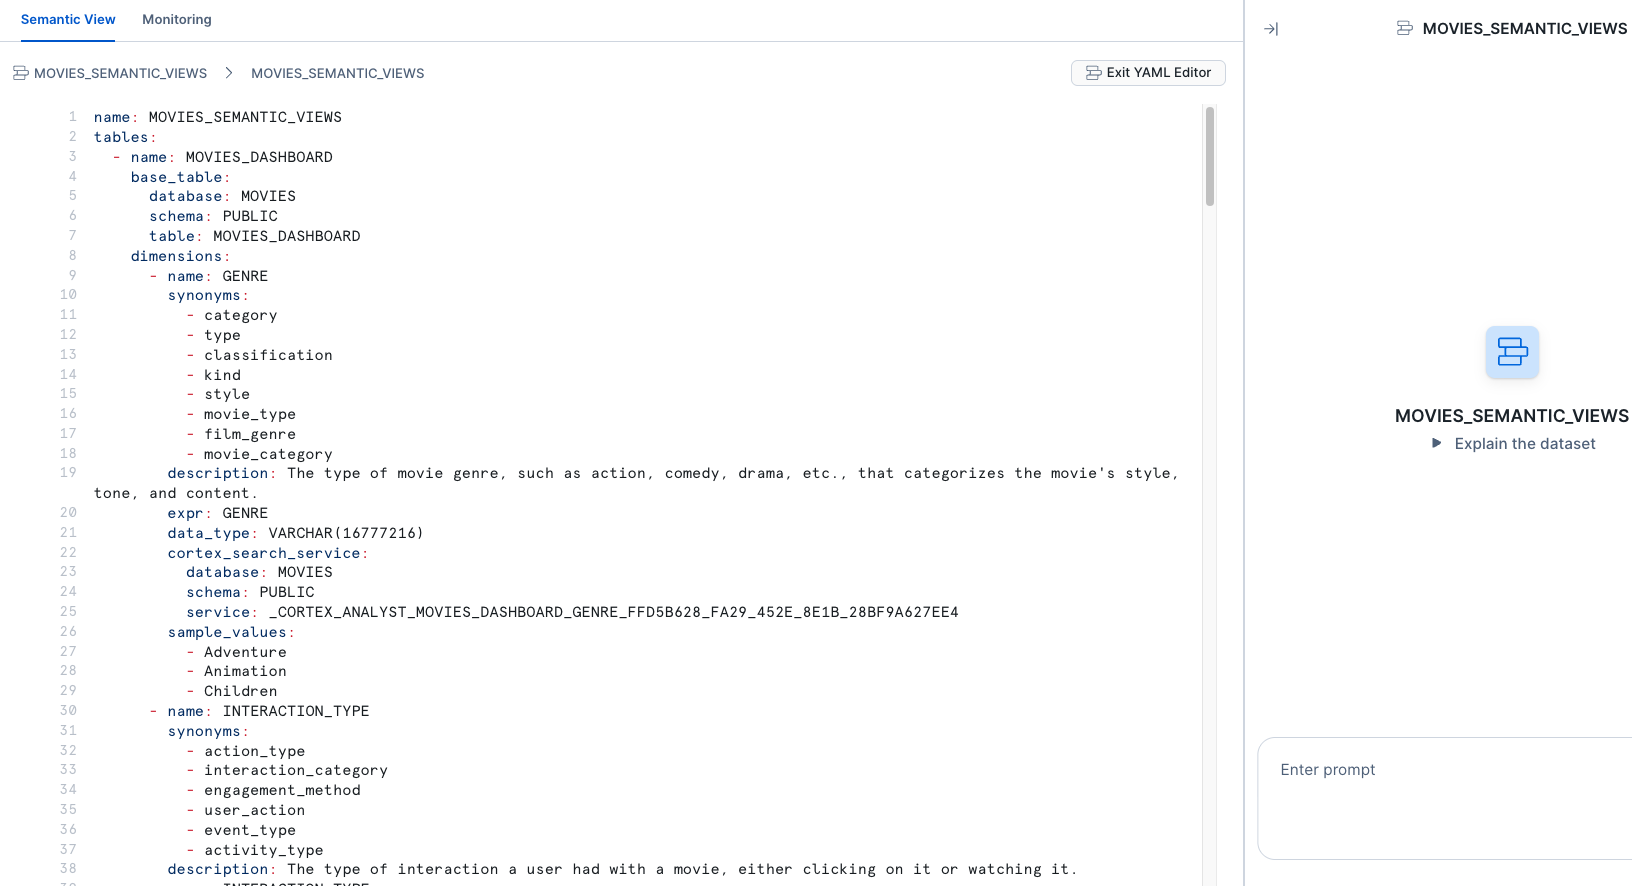 Semantic View Monitoring
MOVIES_SEMANTIC_VIEWS MOVIES_SEMANTIC_VIEWS
Exit YAML Editor
1 name: MOVIES_SEMANTIC_VIEWS
2 tables:
3   - name: MOVIES_DASHBOARD
4     base_table:
5       database: MOVIES
6       schema: PUBLIC
7       table: MOVIES_DASHBOARD
8     dimensions:
9       - name: GENRE
10         synonyms:
11           - category
12           - type
13           - classification
14           - kind
15           - style
16           - movie_type
17           - film_genre
18           - movie_category
19         description: The type of movie genre, such as action, comedy, drama, etc., that categorizes the movie's style,
tone, and content.
20         expr: GENRE
21         data_type: VARCHAR(16777216)
22         cortex_search_service:
23           database: MOVIES
24           schema: PUBLIC
25           service: _CORTEX_ANALYST_MOVIES_DASHBOARD_GENRE_FFD5B628_FA29_452E_8E1B_28BF9A627EE4
26         sample_values:
27           - Adventure
28           - Animation
29           - Children
30       - name: INTERACTION_TYPE
31         synonyms:
32           - action_type
33           - interaction_category
34           - engagement_method
35           - user_action
36           - event_type
37           - activity_type
38         description: The type of interaction a user had with a movie, either clicking on it or watching it.
MOVIES_SEMANTIC_VIEWS
MOVIES_SEMANTIC_VIEWS
Explain the dataset
Enter prompt